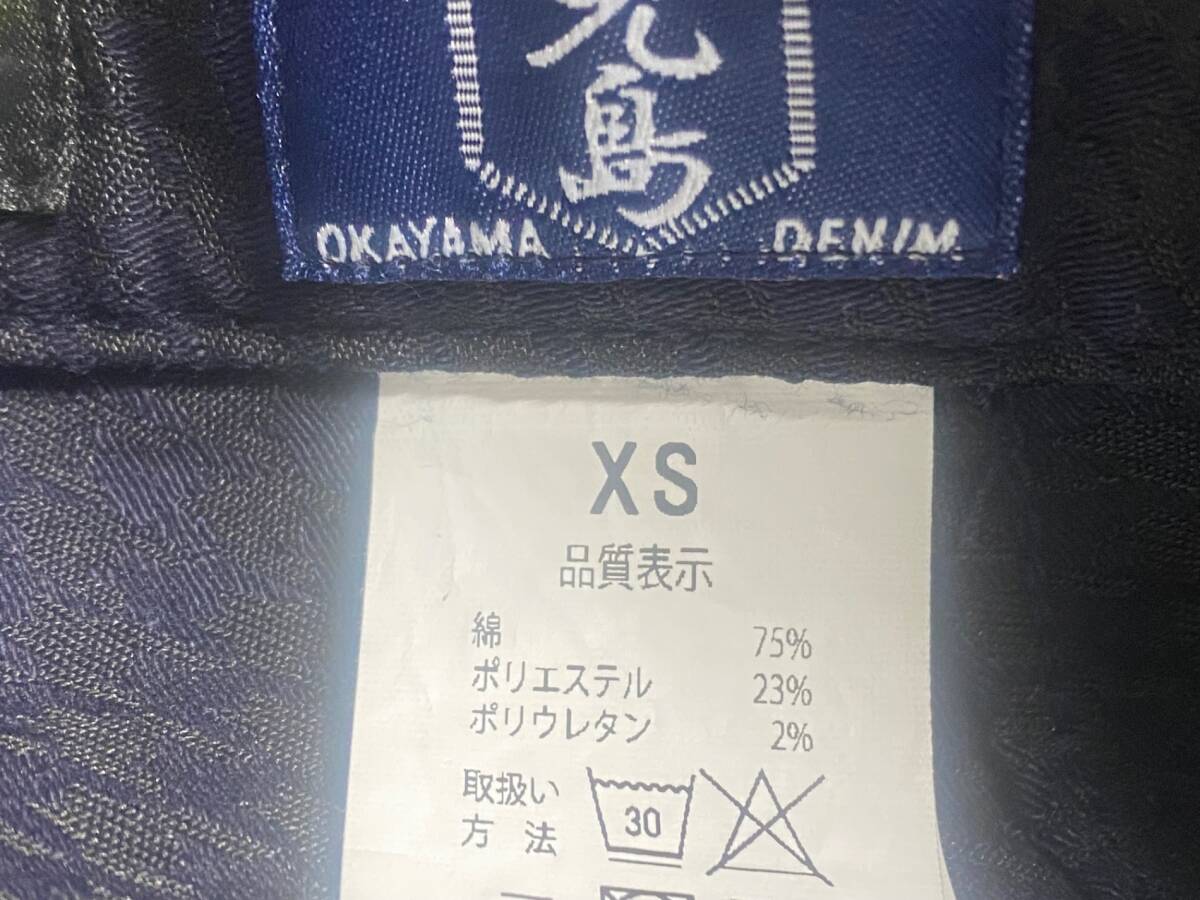 児島
OKAYAMA DENIM
XS
品質表示
綿 75%
ポリエステル 23%
ポリウレタン 2%
取扱い
方法
30